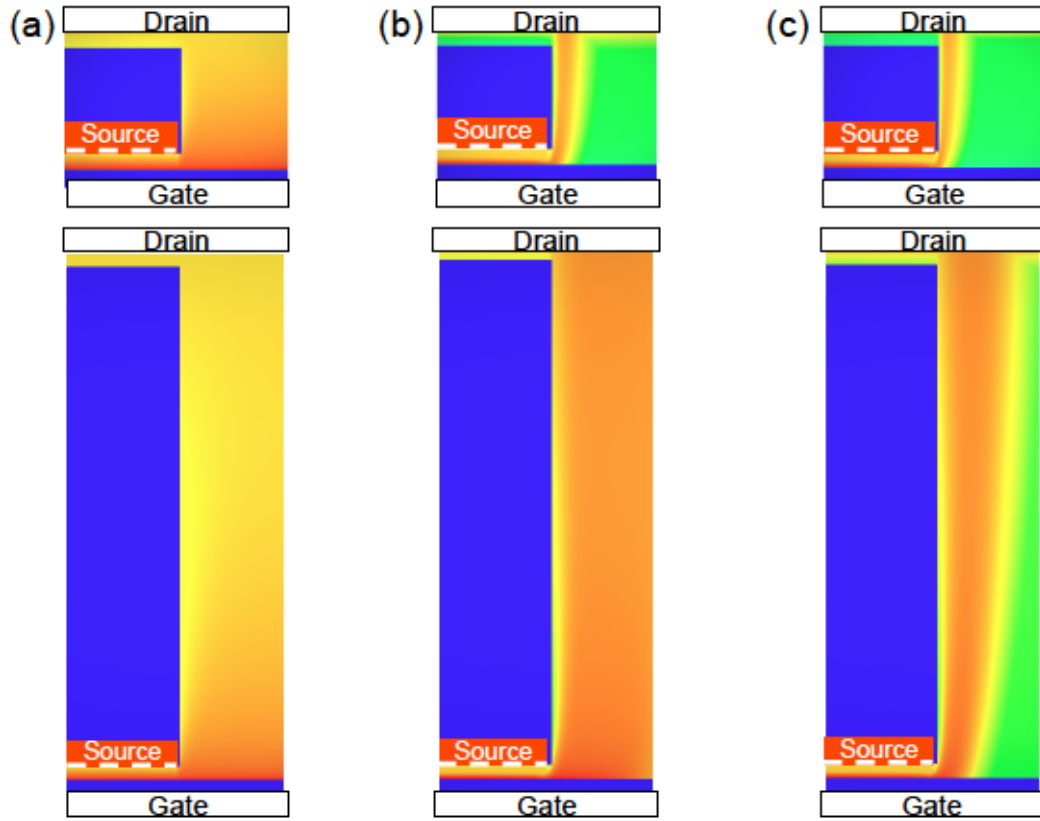 (a)
Drain
Source
Gate
Drain
Source
Gate
(b)
Drain
Source
Gate
Drain
Source
Gate
(c)
Drain
Source
Gate
Drain
Source
Gate